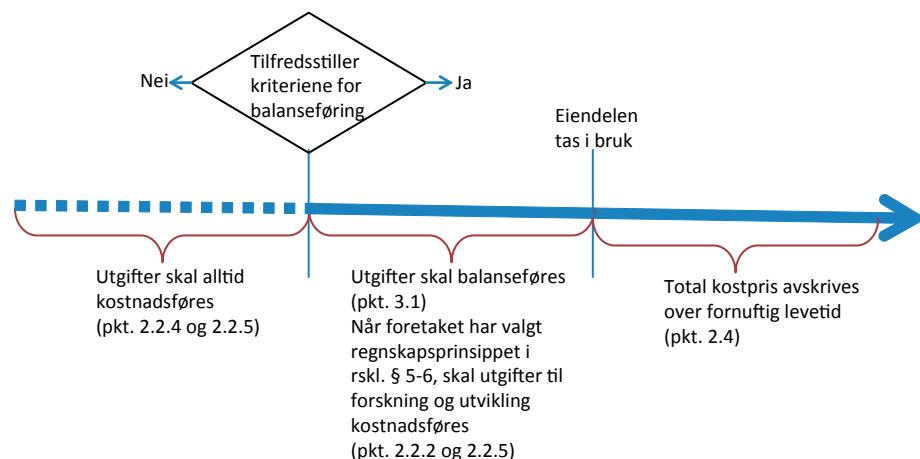 Tilfredsstiller
kriteriene for
balanseføring
Nei
Ja
Eiendelen
tas i bruk
Utgifter skal alltid
kostnadsføres
(pkt. 2.2.4 og 2.2.5)
Utgifter skal balanseføres
(pkt. 3.1)
Når foretaket har valgt
regnskapsprinsippet i
rskl. § 5-6, skal utgifter til
forskning og utvikling
kostnadsføres
(pkt. 2.2.2 og 2.2.5)
Total kostpris avskrives
over fornuftig levetid
(pkt. 2.4)